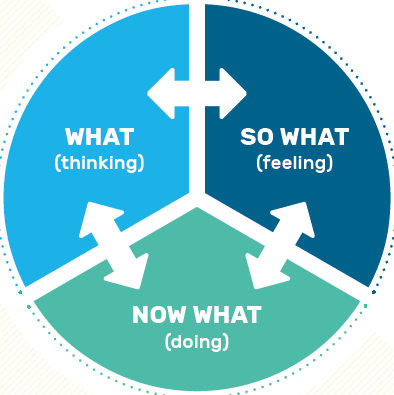 WHAT
(thinking)
SO WHAT
(feeling)
NOW WHAT
(doing)